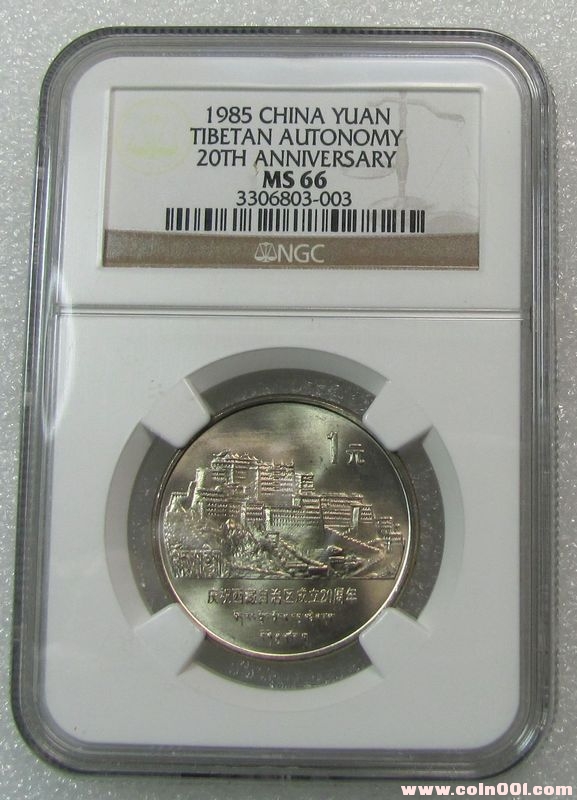 1985 CHINA YUAN
TIBETAN AUTONOMY
20TH ANNIVERSARY
MS 66
3306803-003
NGC
1元
庆祝西藏自治区成立20周年
www.coin001.com